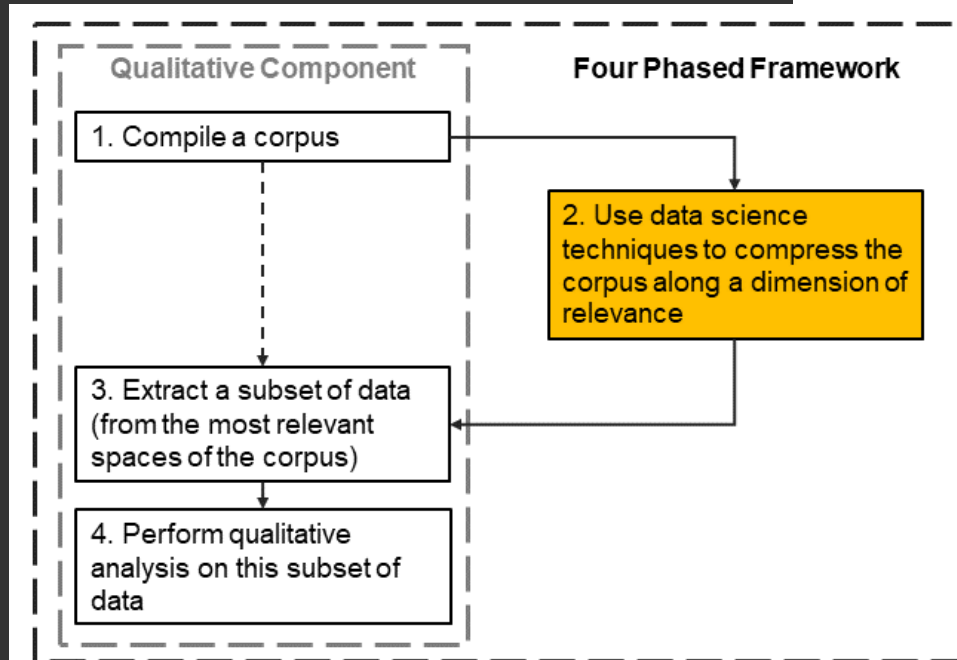 Qualitative Component
Four Phased Framework
1. Compile a corpus
2. Use data science
techniques to compress the
corpus along a dimension of
relevance
3. Extract a subset of data
(from the most relevant
spaces of the corpus)
4. Perform qualitative
analysis on this subset of
data